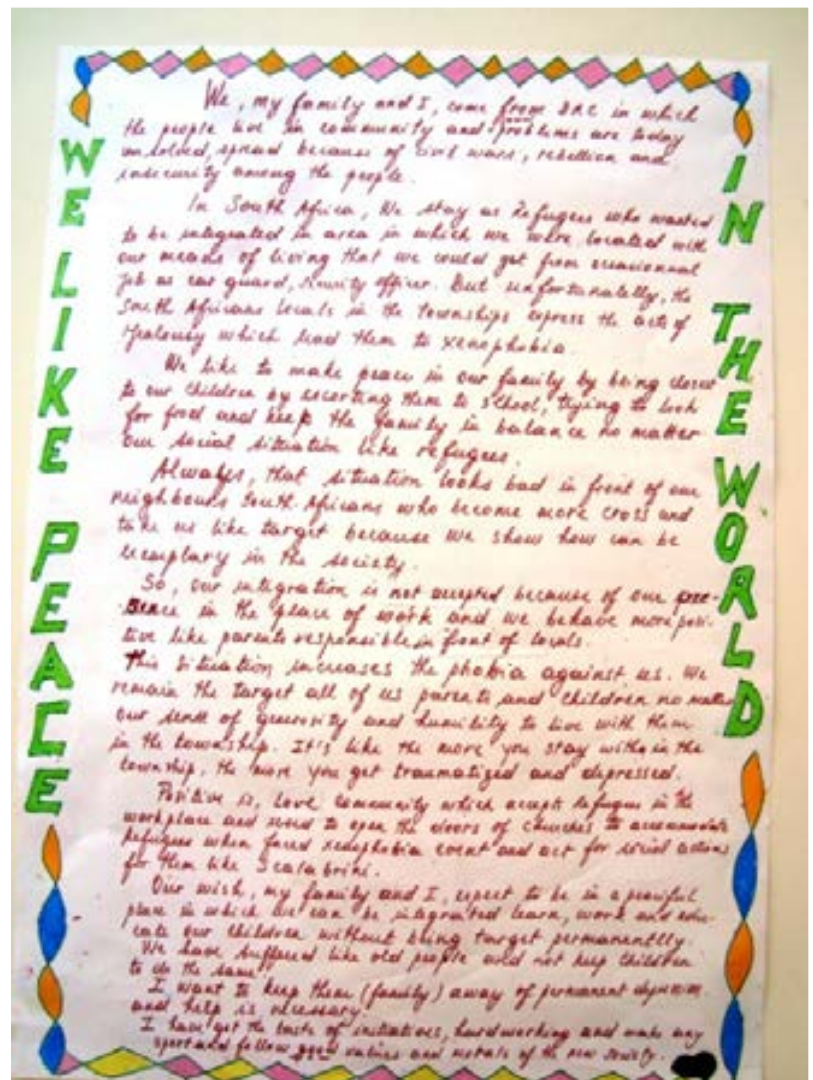 WE LIKE PEACE
IN THE WORLD
We, my family and I, come from DRC in which
the people live in community and problems are today
unsolved, spread because of civil wars, rebellion and
insecurity among the people.
In South Africa, We stay as Refugees who wanted
to be integrated in area in which we were located with
our means of living that we could get from occasionnal
job as car guard, security officer. But unfortunatelly, the
South Africans locals in the townships express the acts of
Jealousy which lead them to xenophobia.
We like to make peace in our family by being closer
to our children by escorting them to school, trying to look
for food and keep the family in balance no matter
our social situation like refugees.
Always, that situation looks bad in front of our
neighbours South-Africans who become more cross and
take us like target because we show how can be
exemplary in the society.
So, our integration is not accepted because of our pre-
sence in the place of work and we behave more posi-
tive like parents responsible in front of locals.
This situation increases the phobia against us. We
remain the target all of us parents and children no matter
our sense of generosity and humility to live with them
in the township. It's like the more you stay within the
township, the more you get traumatized and depressed.
Positive is, love community which accepts refugees in the
workplace and to open the doors of churches to accommodate
Refugees when faced xenophobia event and act for social actions
for them like Scalabrini.
Our wish, my family and I, expect to be in a peaceful
place in which we can be integrated learn, work and edu-
cate our children without being target permanentlly.
We have suffered like old people and not keep children
to do the same
I want to keep them (family) away of permanent depression
and help is necessary.
I have get the taste of initiatives, hardworking and make any
sport and follow good values and morals of the new society.